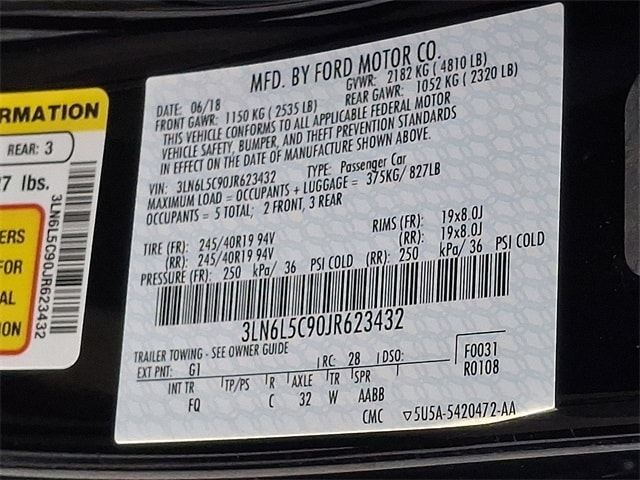 MFD. BY FORD MOTOR CO.
DATE: 06/18 GVWR: 2182 KG ( 4810 LB)
FRONT GAWR: 1150 KG ( 2535 LB) REAR GAWR: 1052 KG ( 2320 LB)
THIS VEHICLE CONFORMS TO ALL APPLICABLE FEDERAL MOTOR
VEHICLE SAFETY, BUMPER, AND THEFT PREVENTION STANDARDS
IN EFFECT ON THE DATE OF MANUFACTURE SHOWN ABOVE.
VIN: 3LN6L5C90JR623432 TYPE: Passenger Car
MAXIMUM LOAD = OCCUPANTS + LUGGAGE = 375KG/ 827LB
OCCUPANTS = 5 TOTAL; 2 FRONT, 3 REAR
TIRE (FR): 245/40R19 94V RIMS (FR): 19x8.0J
(RR): 245/40R19 94V (RR): 19x8.0J
PRESSURE (FR): 250 kPa/ 36 PSI COLD (RR): 250 kPa/ 36 PSI COLD
3LN6L5C90JR623432
TRAILER TOWING - SEE OWNER GUIDE
EXT PNT: G1 RC: 28 DSO: F0031
R0108
INT TR TP/PS R AXLE TR SPR
FQ C 32 W AABB
CMC ▽5U5A-5420472-AA
RMATION
REAR: 3
7 lbs.
ERS
FOR
AL
ION
3LN6L5C90JR623432